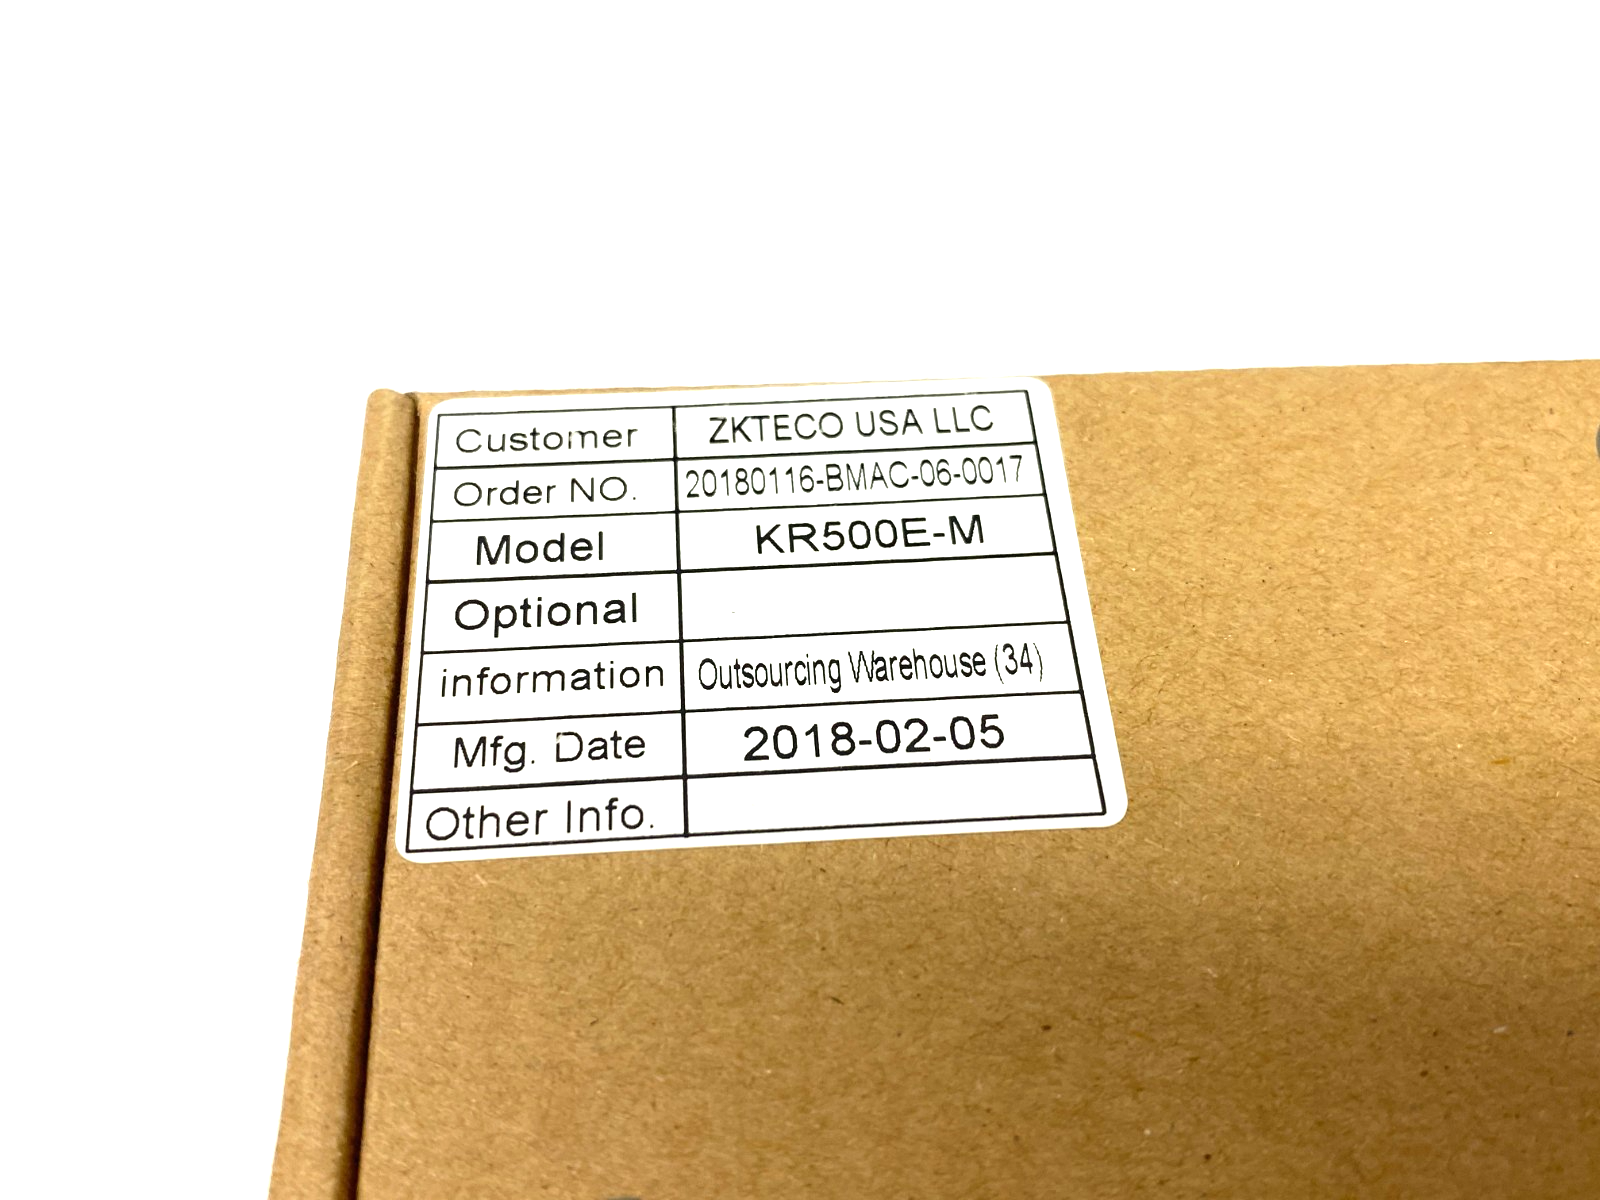 Customer ZKTECO USA LLC
Order NO. 20180116-BMAC-06-0017
Model KR500E-M
Optional
information Outsourcing Warehouse (34)
Mfg. Date 2018-02-05
Other Info.